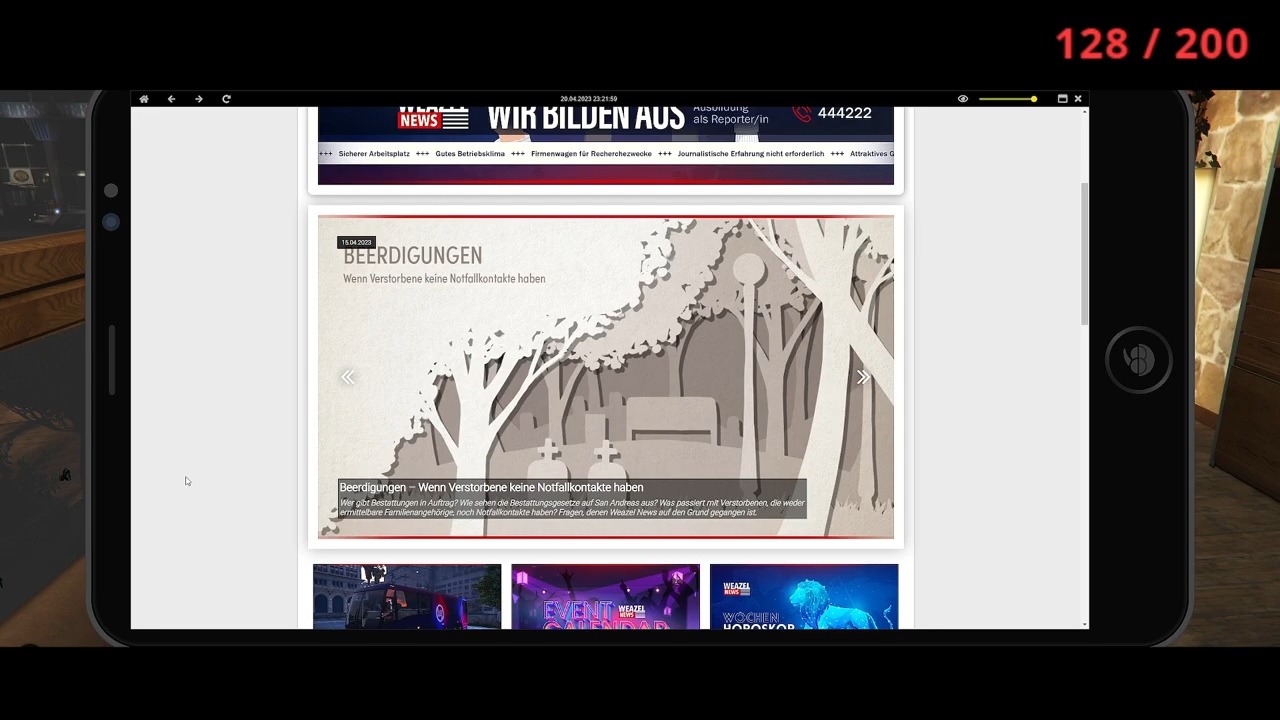 128 / 200
20.04.2023 23:21:59
WEAZEL
NEWS
WIR BILDEN AUS
Ausbildung
als Reporter/in
444222
+++ Sicherer Arbeitsplatz +++ Gutes Betriebsklima +++ Firmenwagen für Recherchezwecke +++ Journalistische Erfahrung nicht erforderlich +++ Attraktives G
15.04.2023
BEERDIGUNGEN
Wenn Verstorbene keine Notfallkontakte haben
Beerdigungen – Wenn Verstorbene keine Notfallkontakte haben
Wer gibt Bestattungen in Auftrag? Wie sehen die Bestattungsgesetze auf San Andreas aus? Was passiert mit Verstorbenen, die weder
ermittelbare Familienangehörige, noch Notfallkontakte haben? Fragen, denen Weazel News auf den Grund gegangen ist.
EVENT
WEAZEL
NEWS
CALENDAR
WEAZEL
NEWS
WOCHEN
HOROSKOP